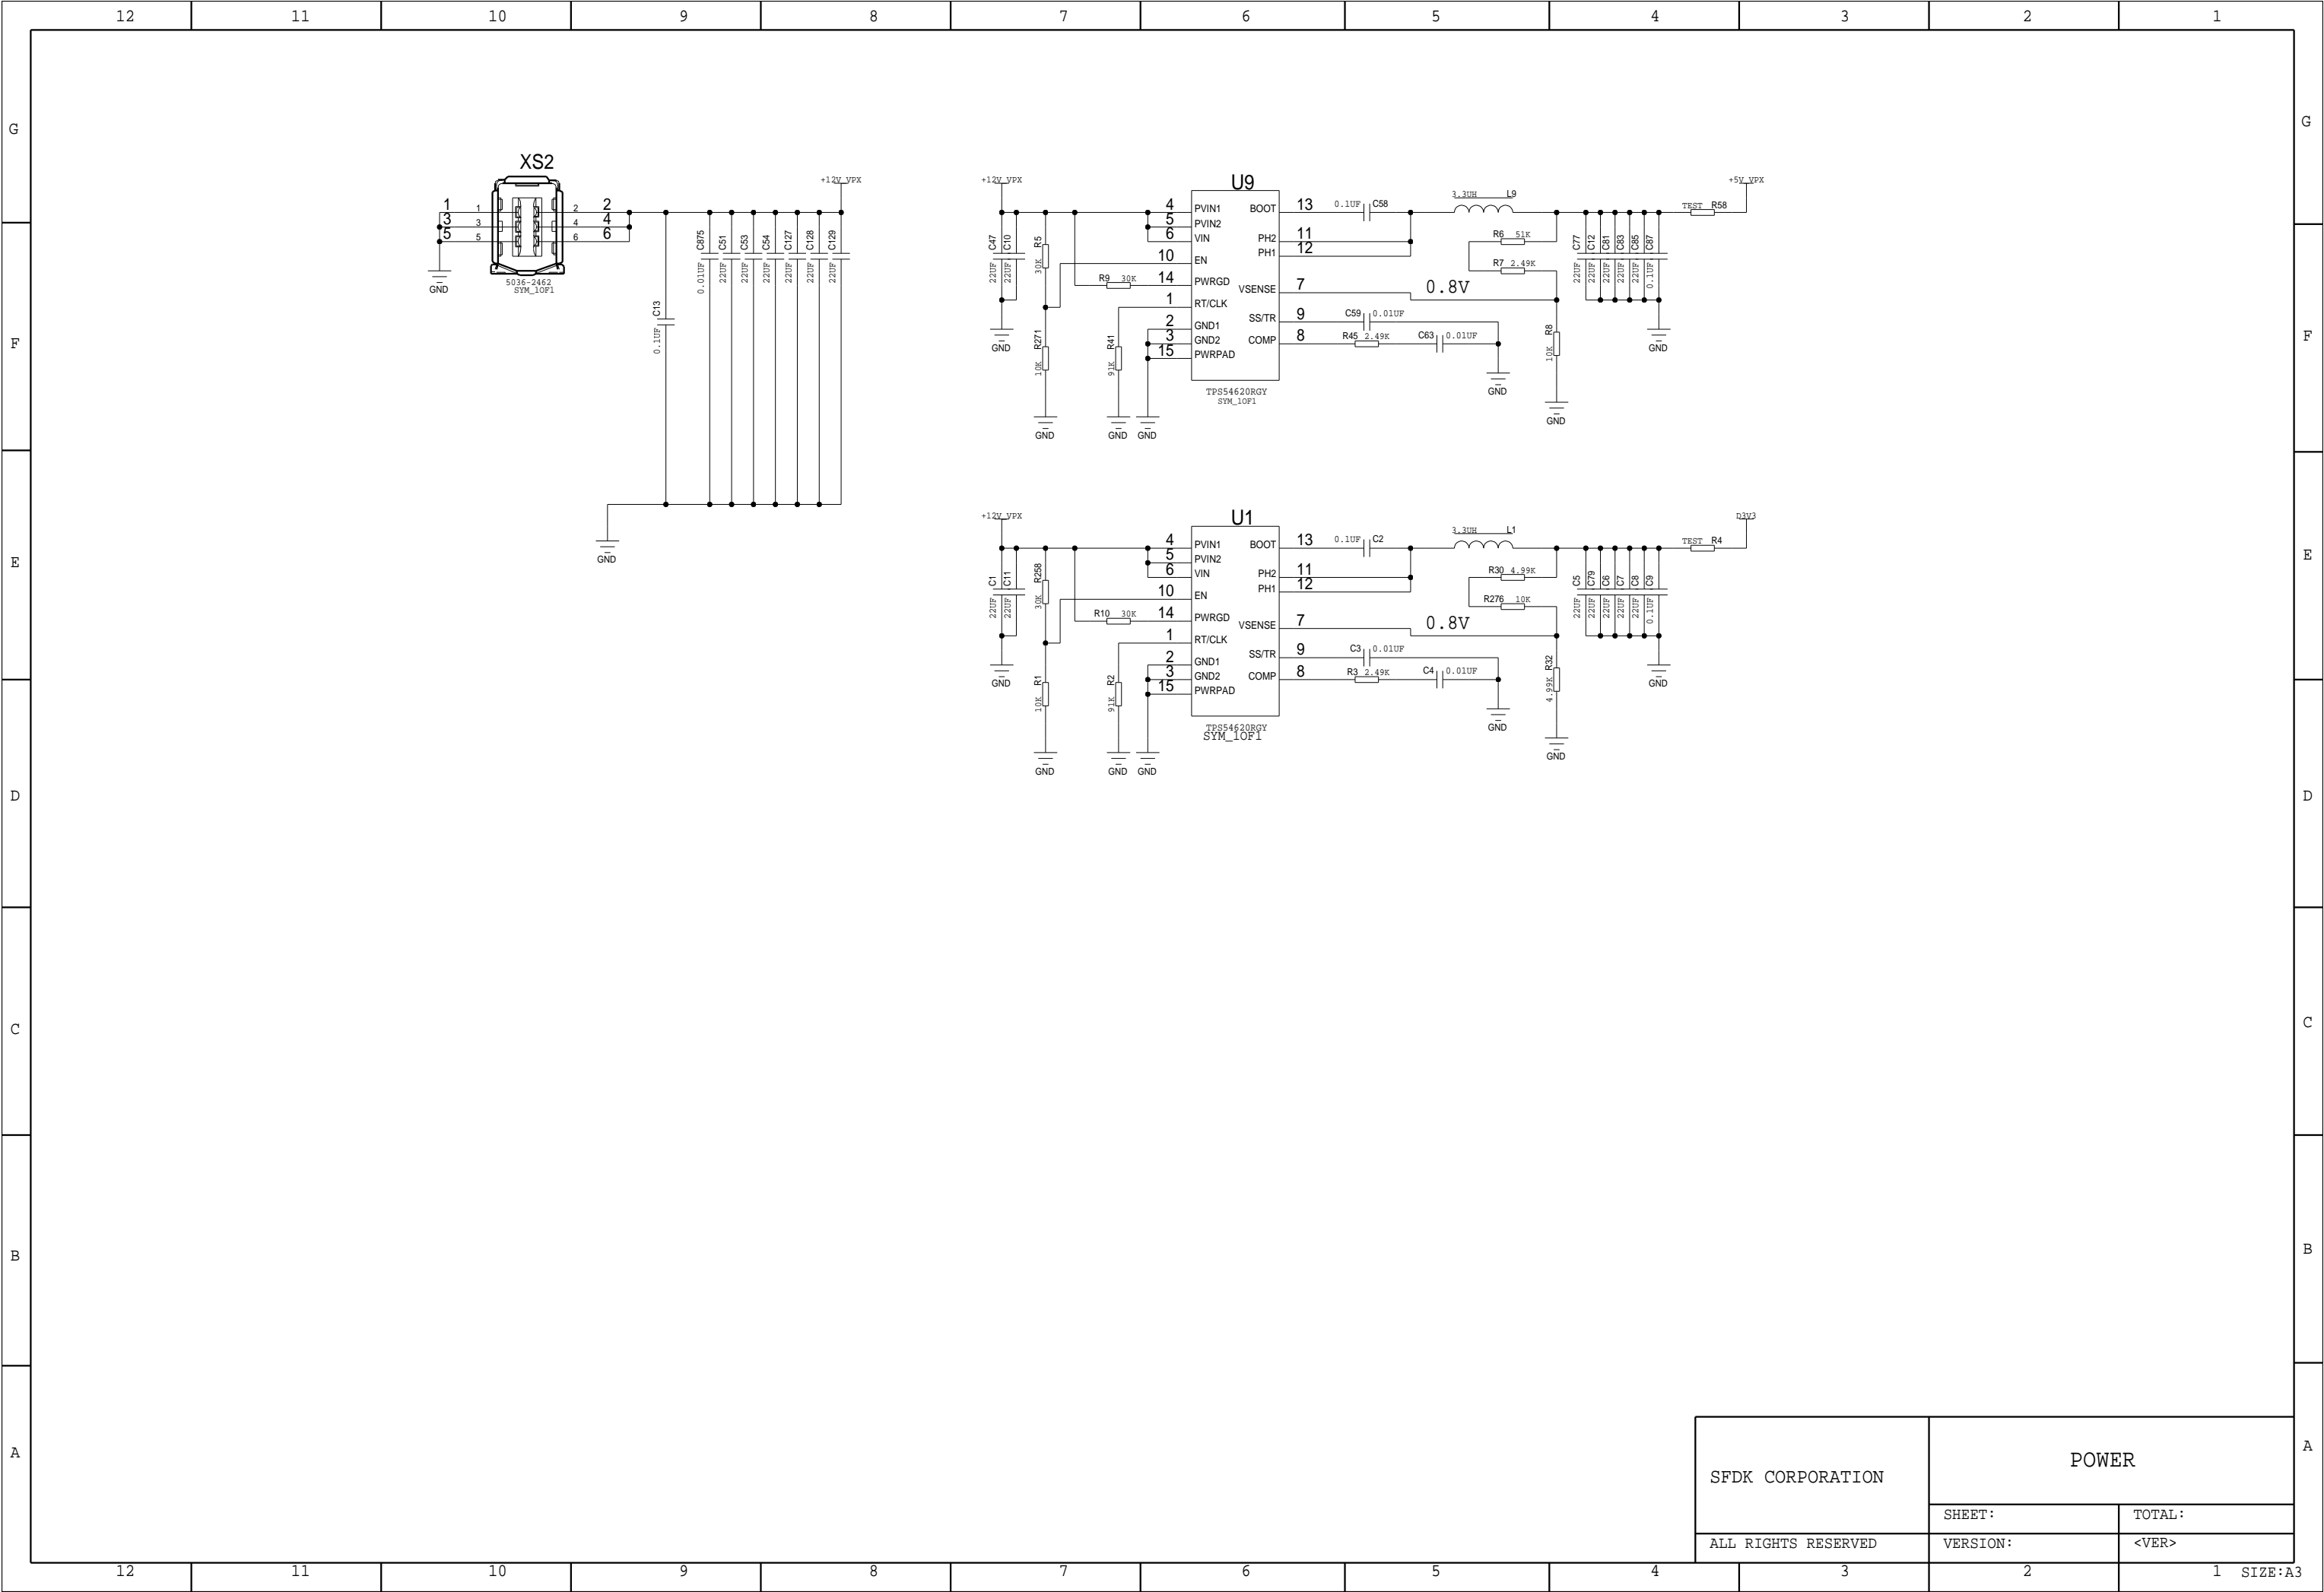 12 11 10 9 8 7 6 5 4 3 2 1
G G
XS2
1 1 2 2
3 3 4 4
5 5 6 6
5036-2462
SYM_1OF1
GND
+12V_VPX
0.1UF C13
0.01UF C875
22UF C51
22UF C53
22UF C54
22UF C127
22UF C128
22UF C129
GND
+12V_VPX
22UF C47
22UF C10
GND
30K R5
10K R271
GND
R9 30K
91K R41
GND
GND
U9
4 PVIN1
5 PVIN2
6 VIN
10 EN
14 PWRGD
1 RT/CLK
2 GND1
3 GND2
15 PWRPAD
BOOT 13
PH2 11
PH1 12
VSENSE 7
SS/TR 9
COMP 8
TPS54620RGY
SYM_1OF1
0.1UF C58
3.3UH L9
R6 51K
R7 2.49K
0.8V
C59 0.01UF
R45 2.49K C63 0.01UF
GND
10K R8
GND
22UF C77
22UF C12
22UF C81
22UF C83
22UF C85
0.1UF C87
GND
TEST R58
+5V_VPX
F F
+12V_VPX
22UF C1
22UF C11
GND
30K R258
10K R1
GND
R10 30K
91K R2
GND
GND
U1
4 PVIN1
5 PVIN2
6 VIN
10 EN
14 PWRGD
1 RT/CLK
2 GND1
3 GND2
15 PWRPAD
BOOT 13
PH2 11
PH1 12
VSENSE 7
SS/TR 9
COMP 8
TPS54620RGY
SYM_1OF1
0.1UF C2
3.3UH L1
R30 4.99K
R276 10K
0.8V
C3 0.01UF
R3 2.49K C4 0.01UF
GND
4.99K R32
GND
22UF C5
22UF C79
22UF C6
22UF C7
22UF C8
0.1UF C9
GND
TEST R4
D3V3
E E
D D
C C
B B
A A
SFDK CORPORATION
POWER
SHEET: TOTAL:
ALL RIGHTS RESERVED VERSION: <VER>
12 11 10 9 8 7 6 5 4 3 2 1 SIZE:A3